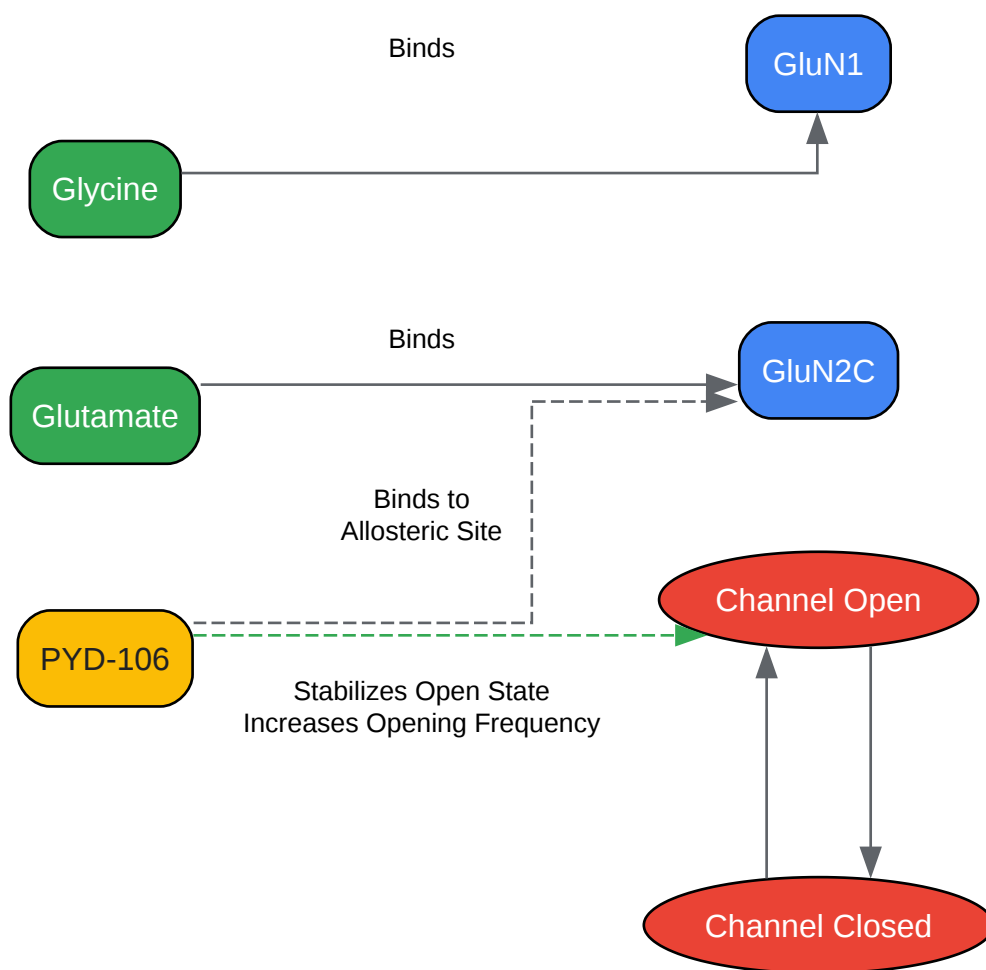 Binds
GluN1
Glycine
Binds
GluN2C
Glutamate
Binds to
Allosteric Site
Channel Open
PYD-106
Stabilizes Open State
Increases Opening Frequency
Channel Closed